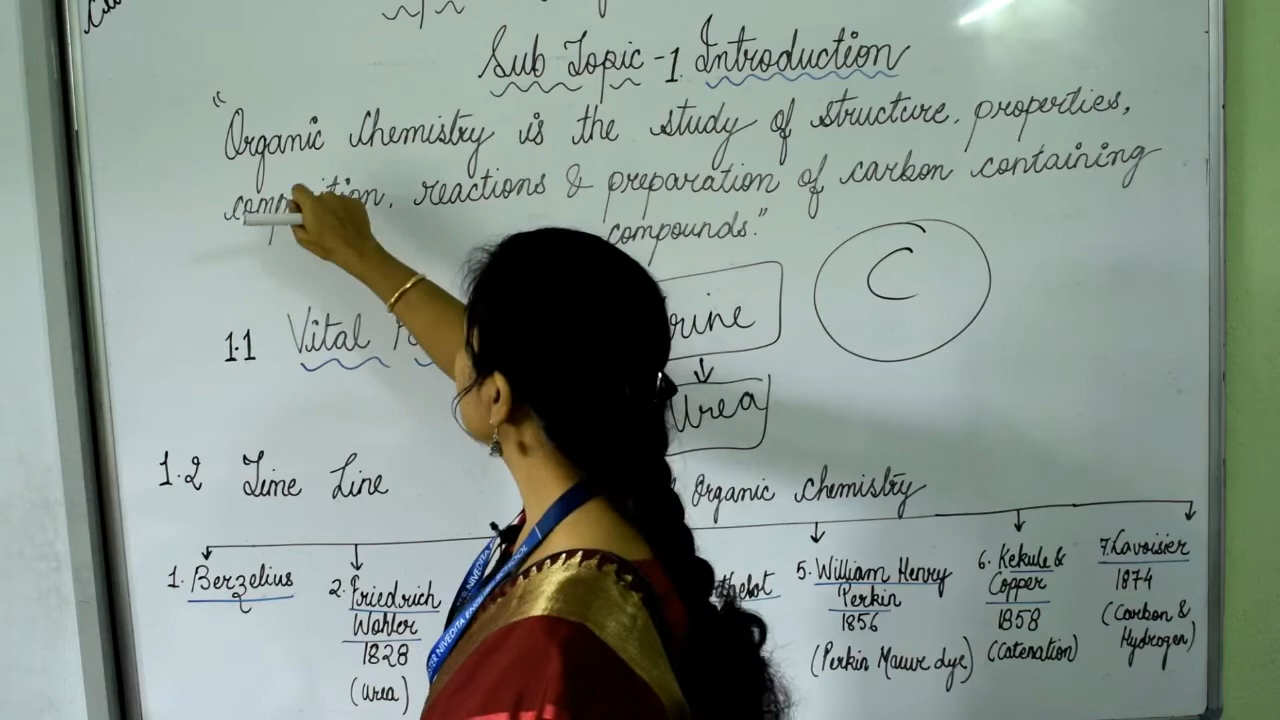 Sub Topic -1. Introduction
"Organic chemistry is the study of structure, properties,
composition, reactions & preparation of carbon containing
compounds."
C
1.1 Vital
Urea
1.2 Time Line
Organic chemistry
1. Berzelius
2. Friedrich
Wohler
1828
(Urea)
5. William Henry
Perkin
1856
(Perkin Mauve dye)
6. Kekule &
Copper
1858
(Catenation)
7. Lavoisier
1874
(Carbon &
Hydrogen)
NIVEDITA